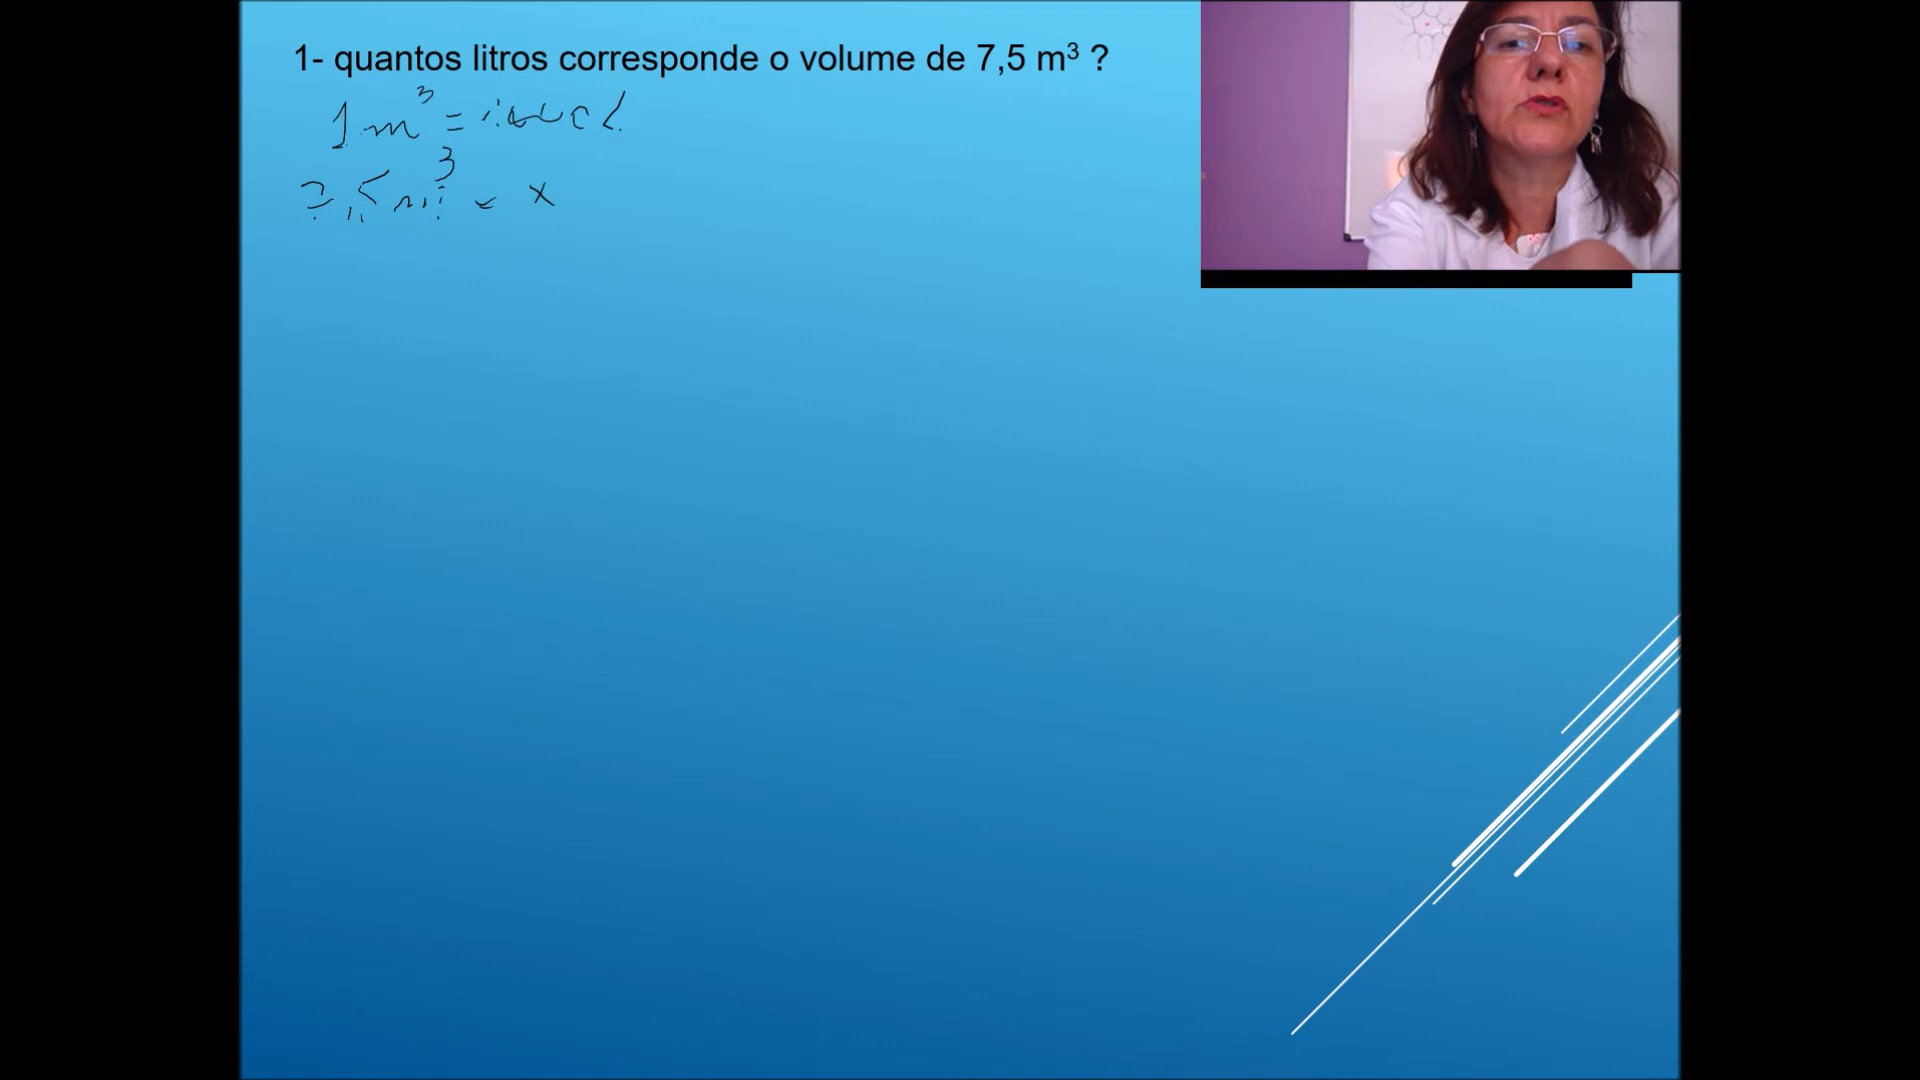 1- quantos litros corresponde o volume de 7,5 m³ ?
1 m³ = 1000 L
7,5 m³ = x